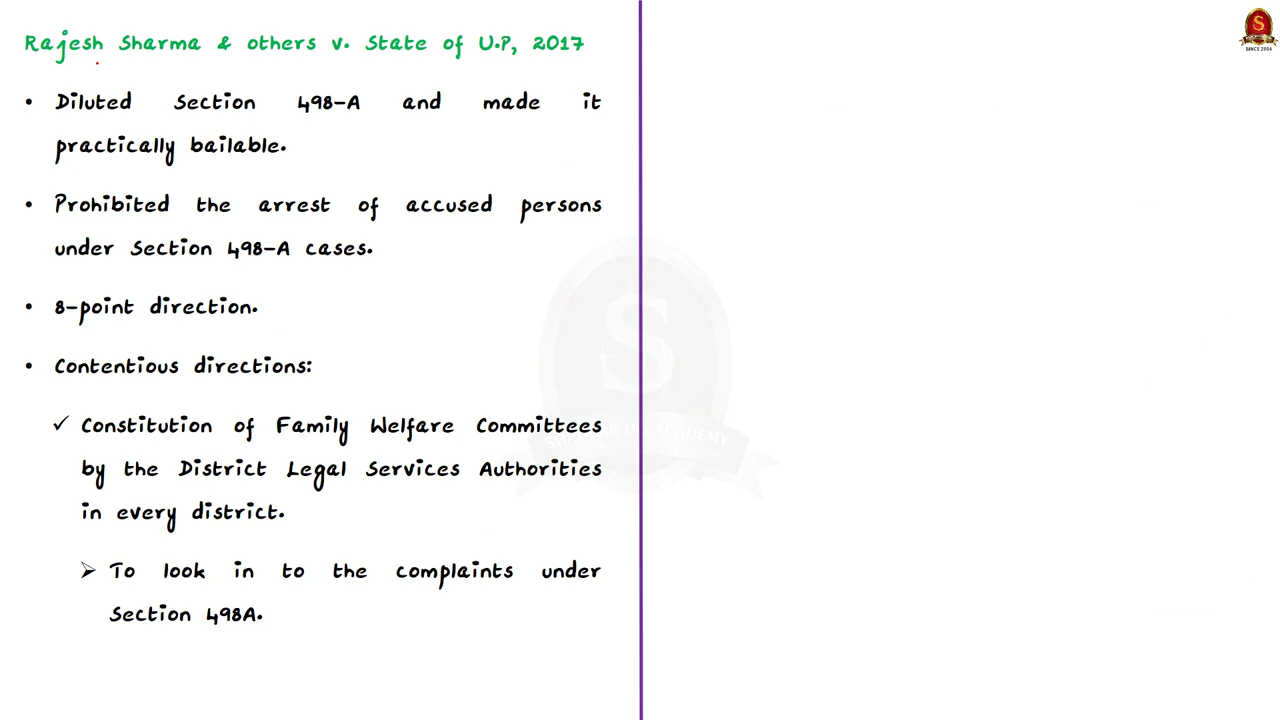 Rajesh Sharma & others v. State of U.P, 2017
• Diluted Section 498-A and made it
practically bailable.
• Prohibited the arrest of accused persons
under Section 498-A cases.
• 8-point direction.
• Contentious directions:
✓ Constitution of Family Welfare Committees
by the District Legal Services Authorities
in every district.
➢ To look in to the complaints under
Section 498A.
S
SINCE 2004
S